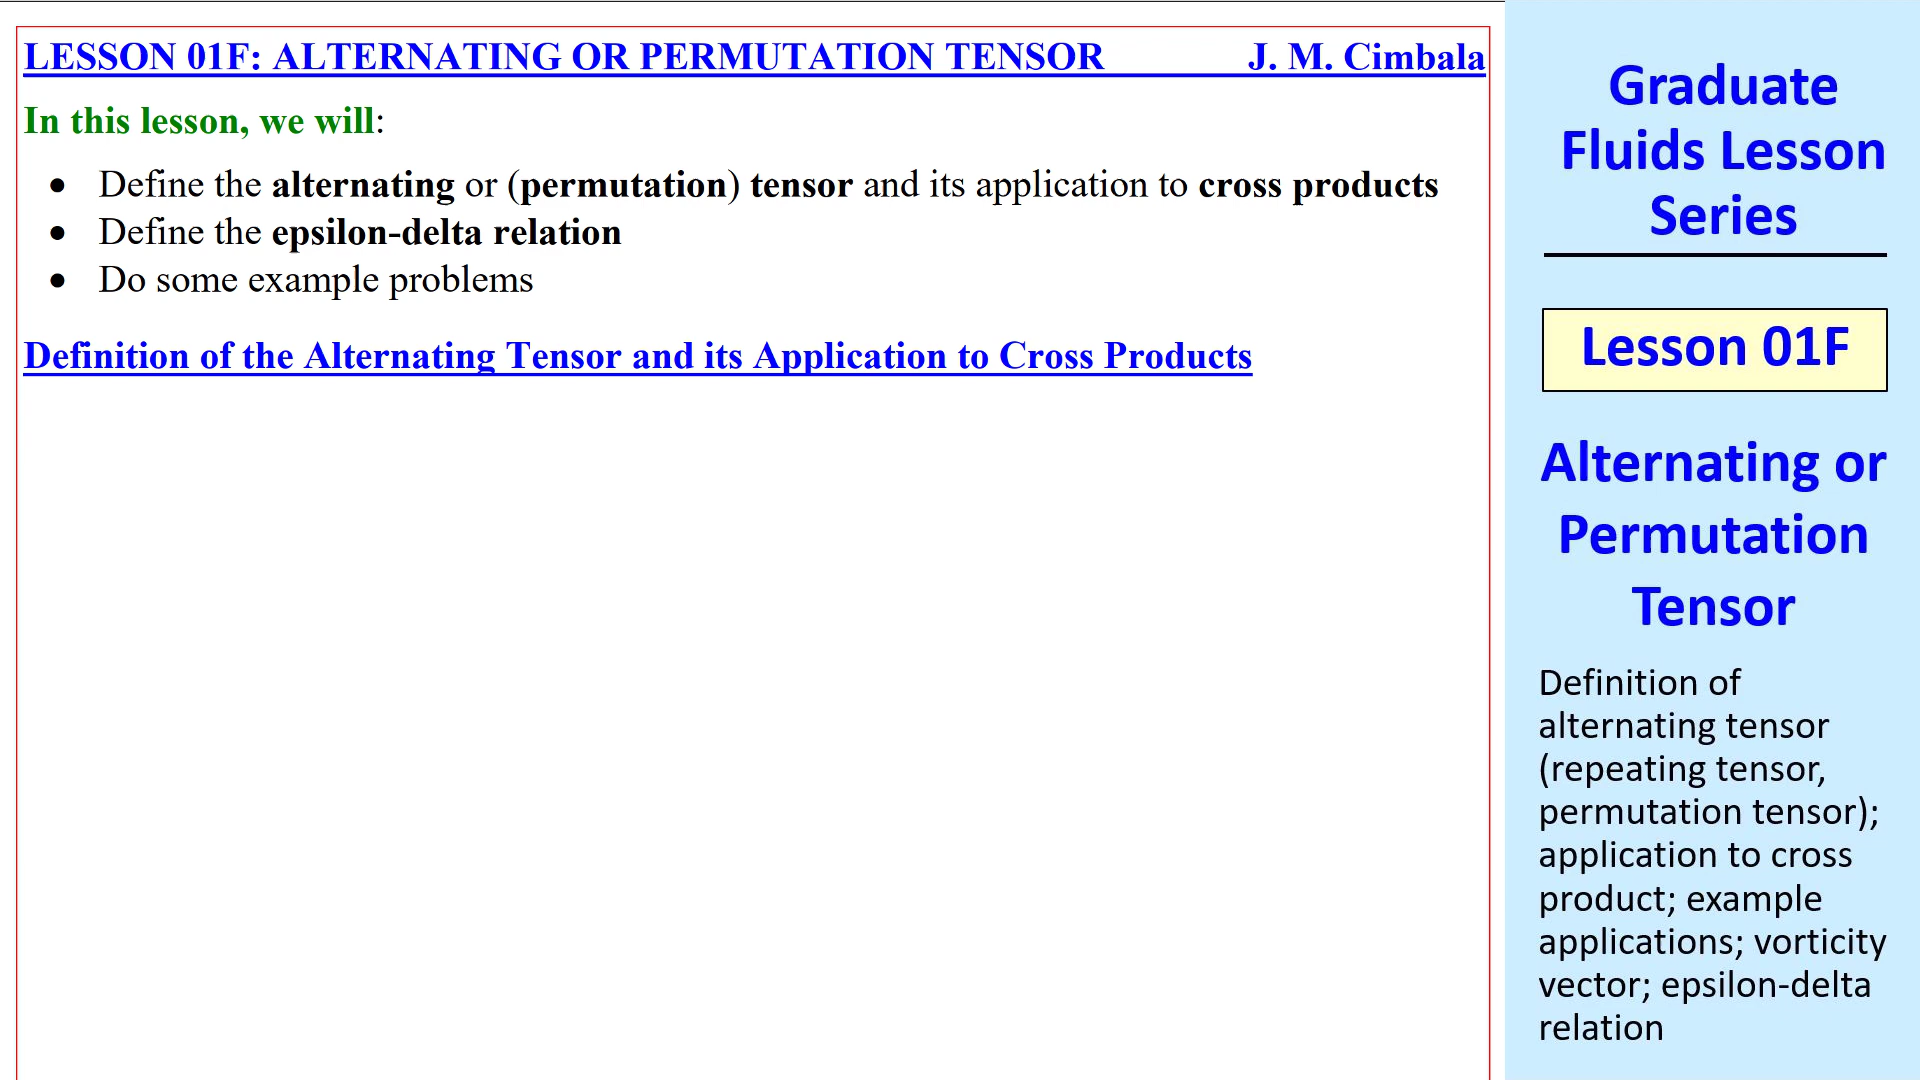 LESSON 01F: ALTERNATING OR PERMUTATION TENSOR J. M. Cimbala
In this lesson, we will:
• Define the alternating or (permutation) tensor and its application to cross products
• Define the epsilon-delta relation
• Do some example problems
Definition of the Alternating Tensor and its Application to Cross Products
Graduate
Fluids Lesson
Series
Lesson 01F
Alternating or
Permutation
Tensor
Definition of
alternating tensor
(repeating tensor,
permutation tensor);
application to cross
product; example
applications; vorticity
vector; epsilon-delta
relation